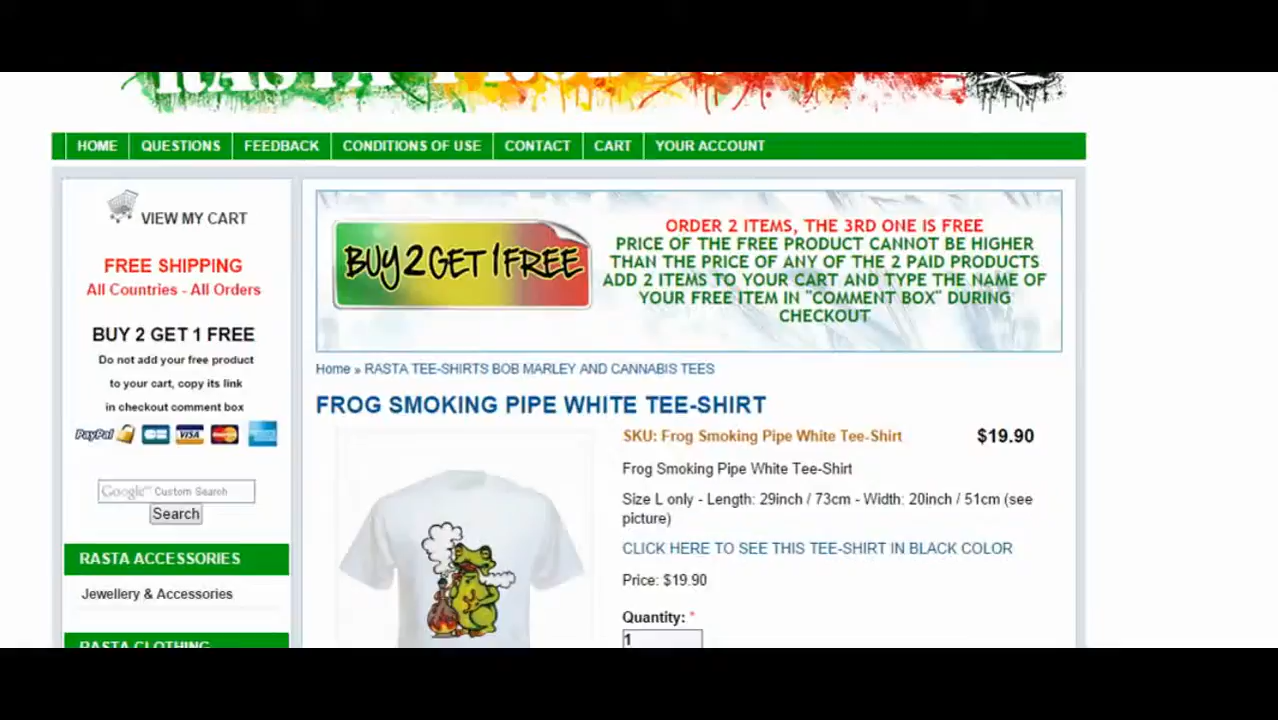 HOME QUESTIONS FEEDBACK CONDITIONS OF USE CONTACT CART YOUR ACCOUNT
VIEW MY CART
FREE SHIPPING
All Countries - All Orders
BUY 2 GET 1 FREE
Do not add your free product
to your cart, copy its link
in checkout comment box
PayPal VISA
Google™ Custom Search
Search
RASTA ACCESSORIES
Jewellery & Accessories
RASTA CLOTHING
BUY 2 GET 1 FREE
ORDER 2 ITEMS, THE 3RD ONE IS FREE
PRICE OF THE FREE PRODUCT CANNOT BE HIGHER
THAN THE PRICE OF ANY OF THE 2 PAID PRODUCTS
ADD 2 ITEMS TO YOUR CART AND TYPE THE NAME OF
YOUR FREE ITEM IN "COMMENT BOX" DURING
CHECKOUT
Home » RASTA TEE-SHIRTS BOB MARLEY AND CANNABIS TEES
FROG SMOKING PIPE WHITE TEE-SHIRT
SKU: Frog Smoking Pipe White Tee-Shirt $19.90
Frog Smoking Pipe White Tee-Shirt
Size L only - Length: 29inch / 73cm - Width: 20inch / 51cm (see
picture)
CLICK HERE TO SEE THIS TEE-SHIRT IN BLACK COLOR
Price: $19.90
Quantity: *
1